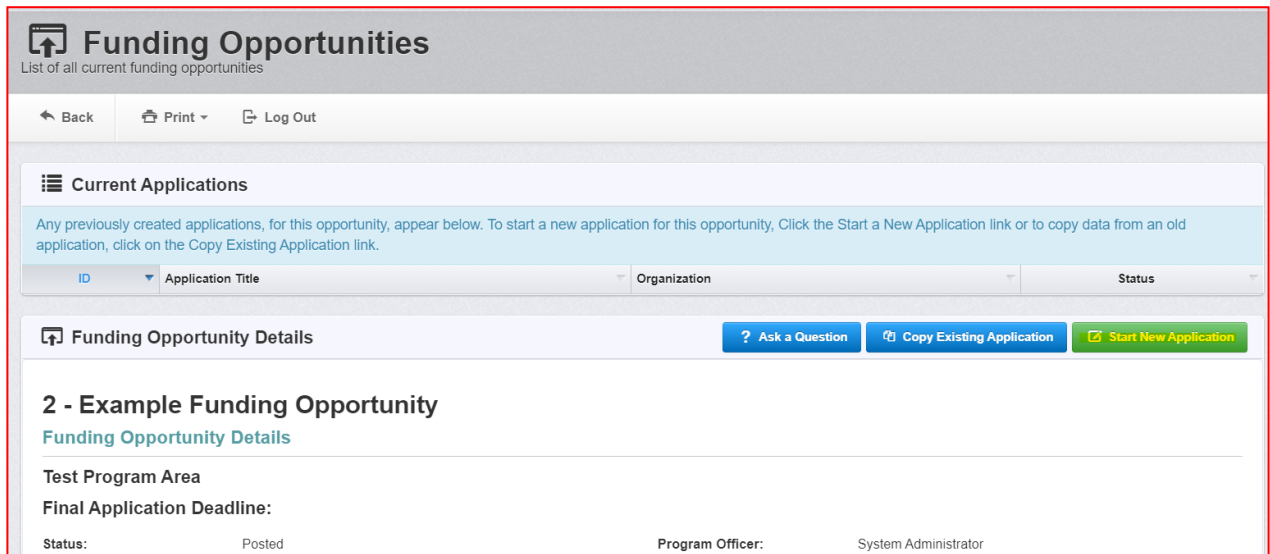 Funding Opportunities
List of all current funding opportunities
Back Print Log Out
Current Applications
Any previously created applications, for this opportunity, appear below. To start a new application for this opportunity, Click the Start a New Application link or to copy data from an old
application, click on the Copy Existing Application link.
ID Application Title Organization Status
Funding Opportunity Details ? Ask a Question Copy Existing Application Start New Application
2 - Example Funding Opportunity
Funding Opportunity Details
Test Program Area
Final Application Deadline:
Status: Posted Program Officer: System Administrator